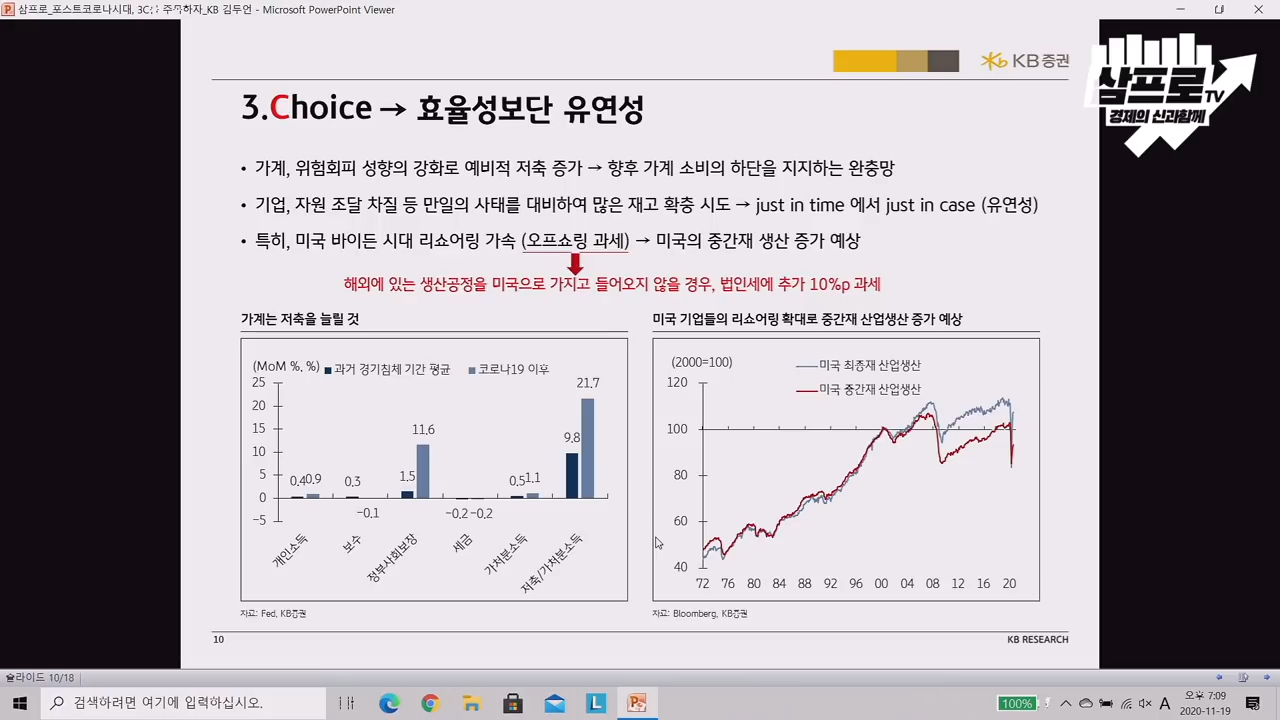 삼프로_포스트코로나시대, 3C에 주목하자_KB 김두언 - Microsoft PowerPoint Viewer
KB증권
삼프로TV
경제의 신과함께
3.Choice → 효율성보단 유연성
• 가계, 위험회피 성향의 강화로 예비적 저축 증가 → 향후 가계 소비의 하단을 지지하는 완충망
• 기업, 자원 조달 차질 등 만일의 사태를 대비하여 많은 재고 확충 시도 → just in time 에서 just in case (유연성)
• 특히, 미국 바이든 시대 리쇼어링 가속 (오프쇼링 과세) → 미국의 중간재 생산 증가 예상
해외에 있는 생산공정을 미국으로 가지고 들어오지 않을 경우, 법인세에 추가 10%p 과세
가계는 저축을 늘릴 것
(MoM %, %)
과거 경기침체 기간 평균
코로나19 이후
25
20
15
10
5
0
-5
0.4 0.9
0.3
-0.1
1.5
11.6
-0.2 -0.2
0.5 1.1
9.8
21.7
개인소득
보수
정부사회보장
세금
가처분소득
저축/가처분소득
자료: Fed, KB증권
미국 기업들의 리쇼어링 확대로 중간재 산업생산 증가 예상
(2000=100)
미국 최종재 산업생산
미국 중간재 산업생산
120
100
80
60
40
72 76 80 84 88 92 96 00 04 08 12 16 20
자료: Bloomberg, KB증권
10
KB RESEARCH
슬라이드 10/18
검색하려면 여기에 입력하십시오.
L
100%
A
오후 7:09
2020-11-19